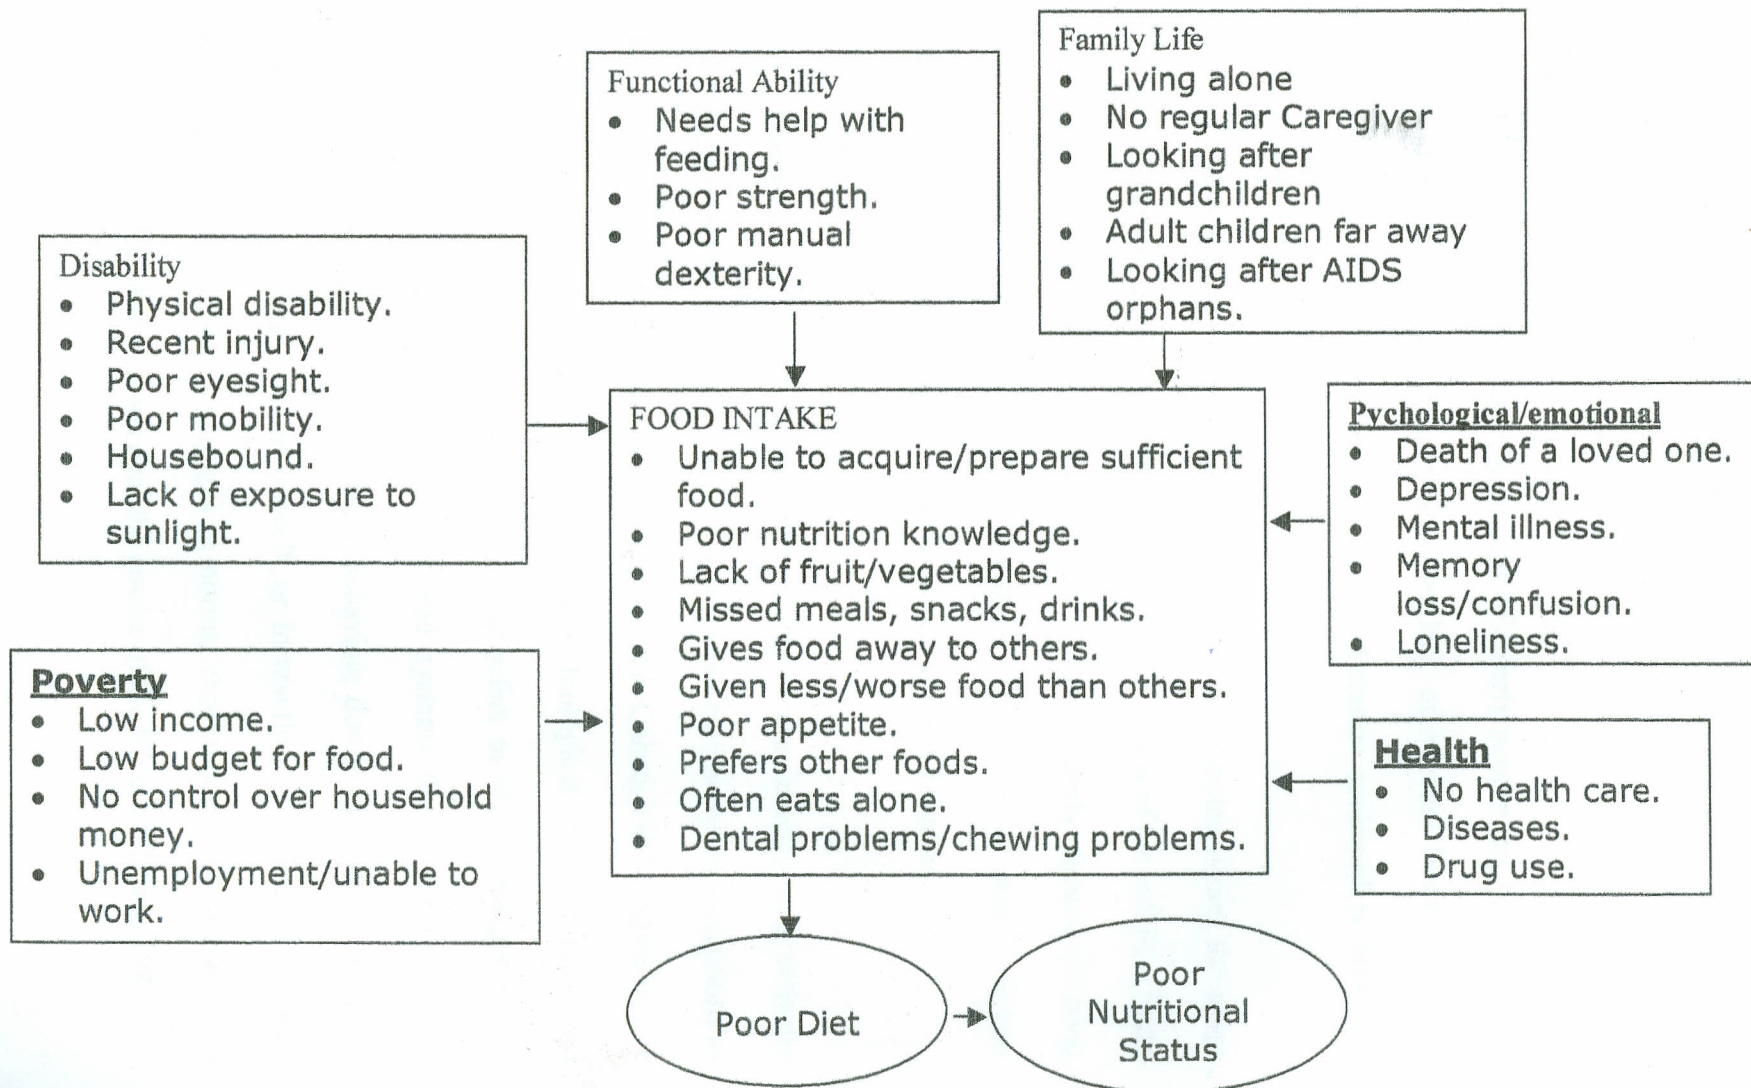 Functional Ability
• Needs help with
feeding.
• Poor strength.
• Poor manual
dexterity.
Family Life
• Living alone
• No regular Caregiver
• Looking after
grandchildren
• Adult children far away
• Looking after AIDS
orphans.
Disability
• Physical disability.
• Recent injury.
• Poor eyesight.
• Poor mobility.
• Housebound.
• Lack of exposure to
sunlight.
FOOD INTAKE
• Unable to acquire/prepare sufficient
food.
• Poor nutrition knowledge.
• Lack of fruit/vegetables.
• Missed meals, snacks, drinks.
• Gives food away to others.
• Given less/worse food than others.
• Poor appetite.
• Prefers other foods.
• Often eats alone.
• Dental problems/chewing problems.
Pychological/emotional
• Death of a loved one.
• Depression.
• Mental illness.
• Memory
loss/confusion.
• Loneliness.
Poverty
• Low income.
• Low budget for food.
• No control over household
money.
• Unemployment/unable to
work.
Health
• No health care.
• Diseases.
• Drug use.
Poor Diet
Poor
Nutritional
Status